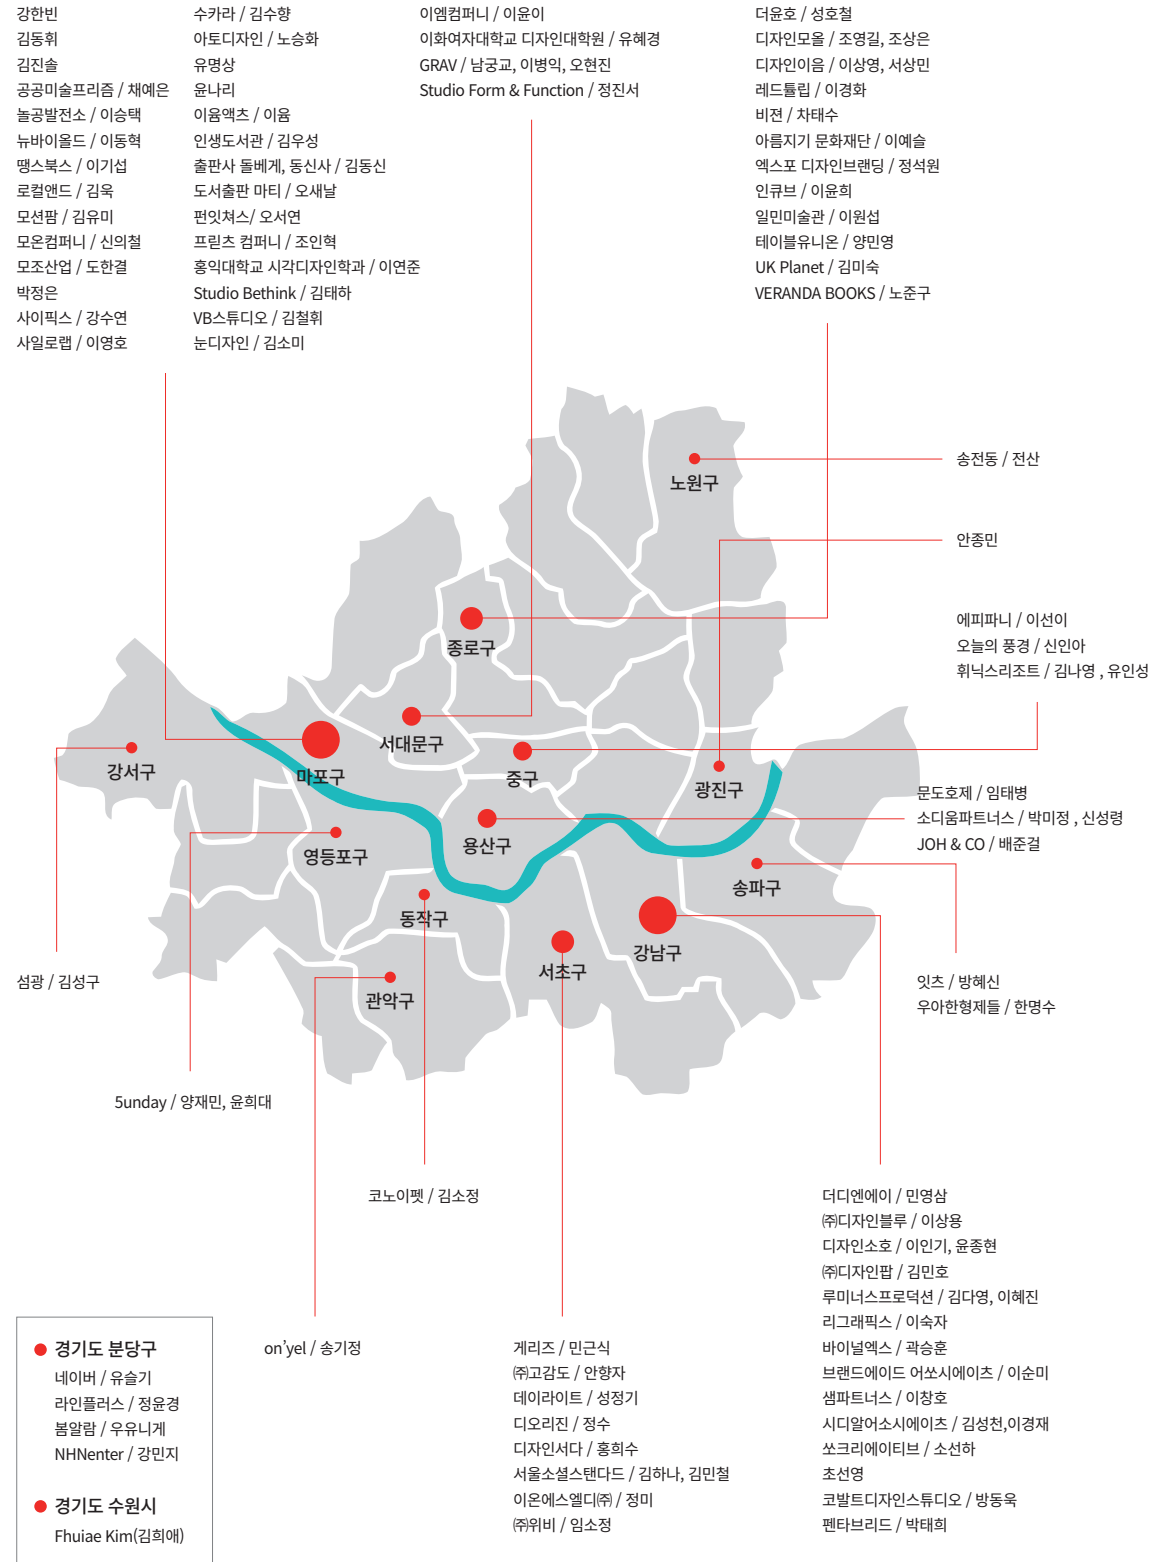 강한빈
김동휘
김진솔
공공미술프리즘 / 채예은
놀공발전소 / 이승택
뉴바이올드 / 이동혁
땡스북스 / 이기섭
로컬앤드 / 김욱
모션팜 / 김유미
모온컴퍼니 / 신의철
모조산업 / 도한결
박정은
사이픽스 / 강수연
사일로랩 / 이영호
수카라 / 김수향
아토디자인 / 노승화
유명상
윤나리
이윰액츠 / 이윰
인생도서관 / 김우성
출판사 돌베게, 동신사 / 김동신
도서출판 마티 / 오새날
펀잇쳐스/ 오서연
프릳츠 컴퍼니 / 조인혁
홍익대학교 시각디자인학과 / 이연준
Studio Bethink / 김태하
VB스튜디오 / 김철휘
눈디자인 / 김소미
이엠컴퍼니 / 이윤이
이화여자대학교 디자인대학원 / 유혜경
GRAV / 남궁교, 이병익, 오현진
Studio Form & Function / 정진서
더윤호 / 성호철
디자인모올 / 조영길, 조상은
디자인이음 / 이상영, 서상민
레드튤립 / 이경화
비젼 / 차태수
아름지기 문화재단 / 이예슬
엑스포 디자인브랜딩 / 정석원
인큐브 / 이윤희
일민미술관 / 이원섭
테이블유니온 / 양민영
UK Planet / 김미숙
VERANDA BOOKS / 노준구
노원구
송전동 / 전산
안종민
종로구
에피파니 / 이선이
오늘의 풍경 / 신인아
휘닉스리조트 / 김나영 , 유인성
서대문구
강서구
마포구
중구
광진구
문도호제 / 임태병
소디움파트너스 / 박미정 , 신성령
JOH & CO / 배준걸
용산구
영등포구
송파구
동작구
강남구
서초구
관악구
섬광 / 김성구
잇츠 / 방혜신
우아한형제들 / 한명수
5unday / 양재민, 윤희대
코노이펫 / 김소정
on’yel / 송기정
더디엔에이 / 민영삼
㈜디자인블루 / 이상용
디자인소호 / 이인기, 윤종현
㈜디자인팝 / 김민호
루미너스프로덕션 / 김다영, 이혜진
리그래픽스 / 이숙자
바이널엑스 / 곽승훈
브랜드에이드 어쏘시에이츠 / 이순미
샘파트너스 / 이창호
시디알어소시에이츠 / 김성천,이경재
쏘크리에이티브 / 소선하
초선영
코발트디자인스튜디오 / 방동욱
펜타브리드 / 박태희
게리즈 / 민근식
㈜고감도 / 안향자
데이라이트 / 성정기
디오리진 / 정수
디자인서다 / 홍희수
서울소셜스탠다드 / 김하나, 김민철
이온에스엘디㈜ / 정미
㈜위비 / 임소정
경기도 분당구
네이버 / 유슬기
라인플러스 / 정윤경
봄알람 / 우유니게
NHNenter / 강민지
경기도 수원시
Fhuiae Kim(김희애)